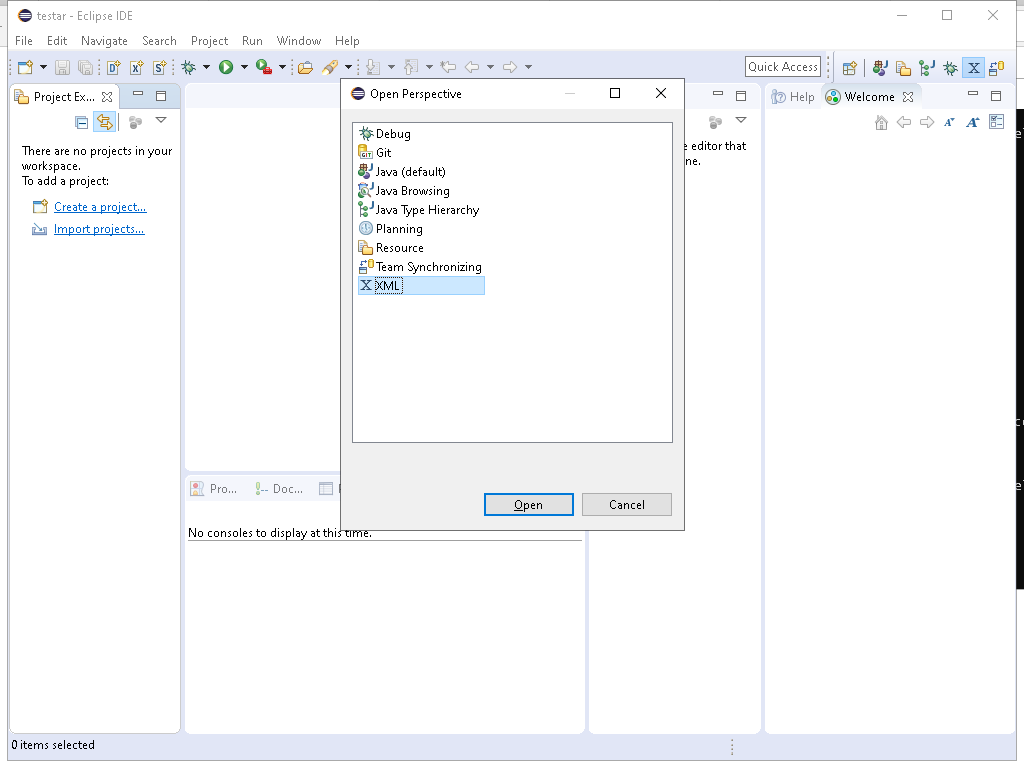 testar - Eclipse IDE
File Edit Navigate Search Project Run Window Help
Quick Access
Project Ex...
There are no projects in your
workspace.
To add a project:
Create a project...
Import projects...
Open Perspective
Debug
Git
Java (default)
Java Browsing
Java Type Hierarchy
Planning
Resource
Team Synchronizing
XML
Open
Cancel
e editor that
ne.
Help
Welcome
Pro...
Doc...
No consoles to display at this time.
0 items selected